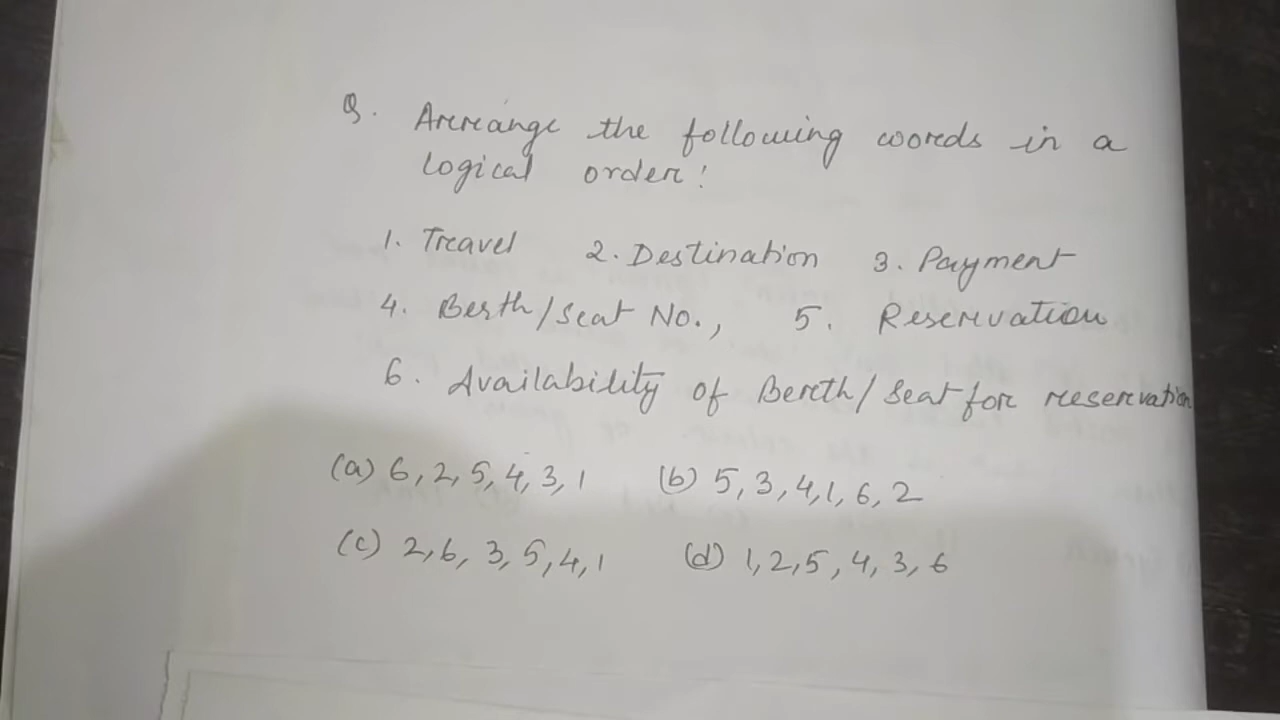 Q. Arrange the following words in a
logical order:
1. Travel 2. Destination 3. Payment
4. Berth/Seat No., 5. Reservation
6. Availability of Berth/Seat for reservation
(a) 6, 2, 5, 4, 3, 1 (b) 5, 3, 4, 1, 6, 2
(c) 2, 6, 3, 5, 4, 1 (d) 1, 2, 5, 4, 3, 6